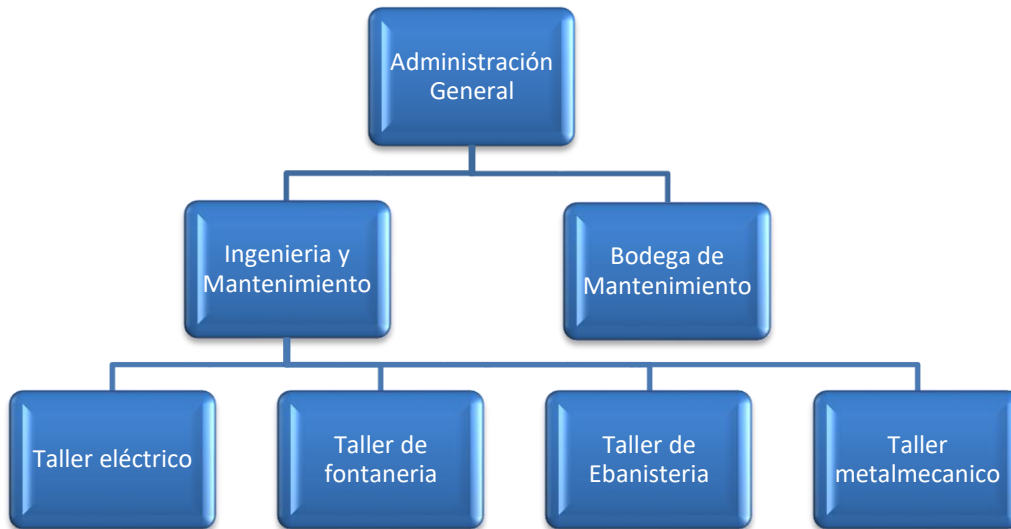 Administración
General
Ingenieria y
Mantenimiento
Bodega de
Mantenimiento
Taller eléctrico
Taller de
fontaneria
Taller de
Ebanisteria
Taller
metalmecanico